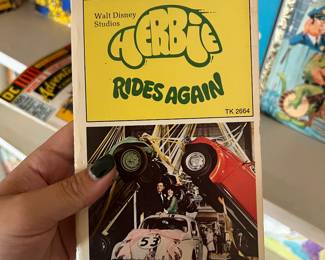 Walt Disney
Studios
HERBIE
RIDES AGAIN
TK 2664
53